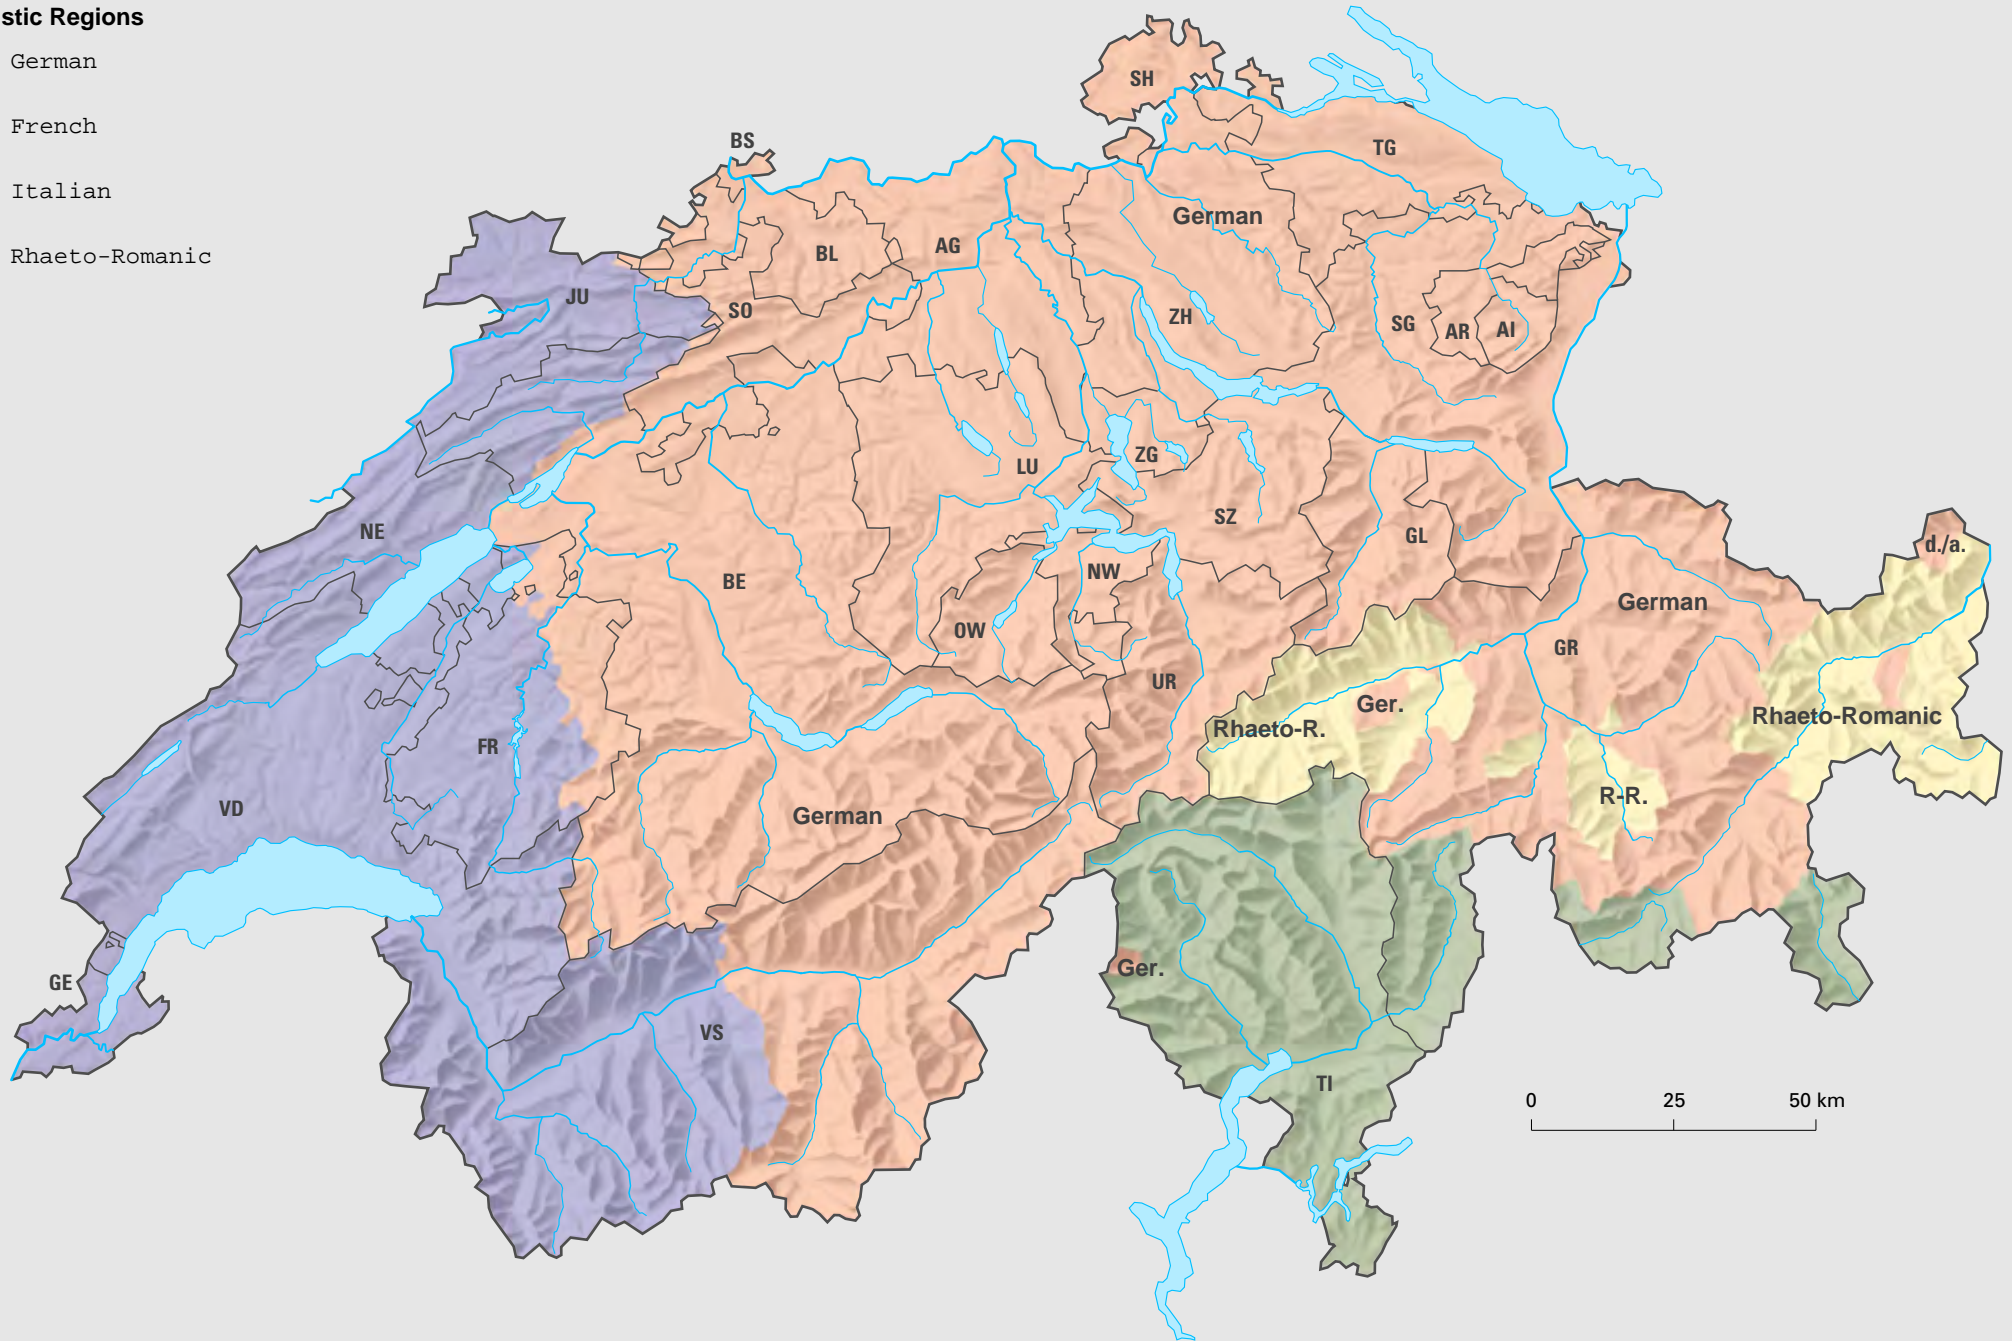 stic Regions
German
French
Italian
Rhaeto-Romanic
SH
BS
TG
German
BL
AG
JU
SO
ZH
SG
AR
AI
LU
ZG
NE
SZ
GL
d./a.
BE
NW
German
OW
GR
UR
Ger.
Rhaeto-R.
Rhaeto-Romanic
FR
R-R.
VD
German
Ger.
GE
VS
TI
0
25
50 km